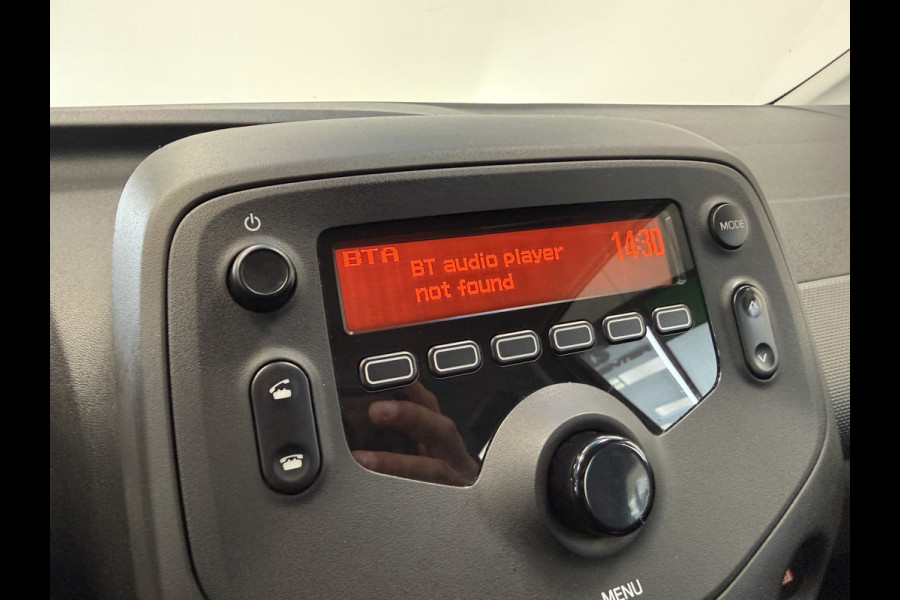 BTA
BT audio player
not found
14:30
MODE
MENU